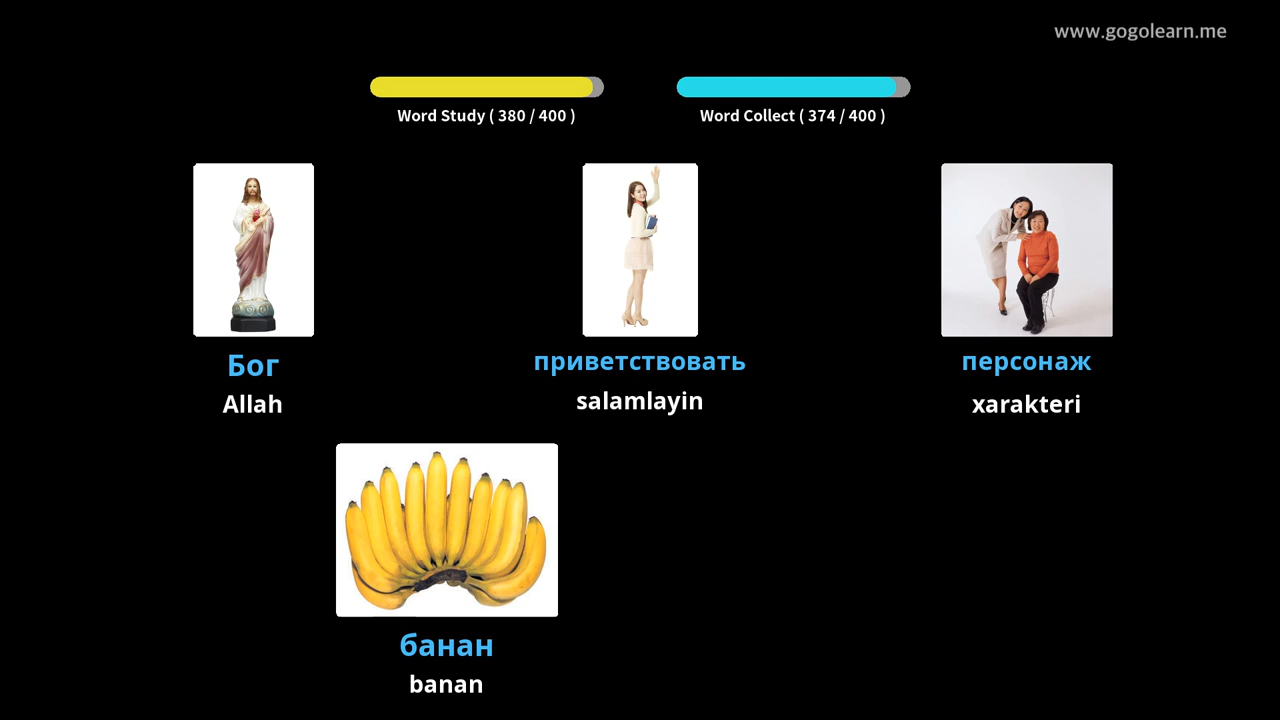 www.gogolearn.me
Word Study ( 380 / 400 )
Word Collect ( 374 / 400 )
Бог
Allah
приветствовать
salamlayin
персонаж
xarakteri
банан
banan